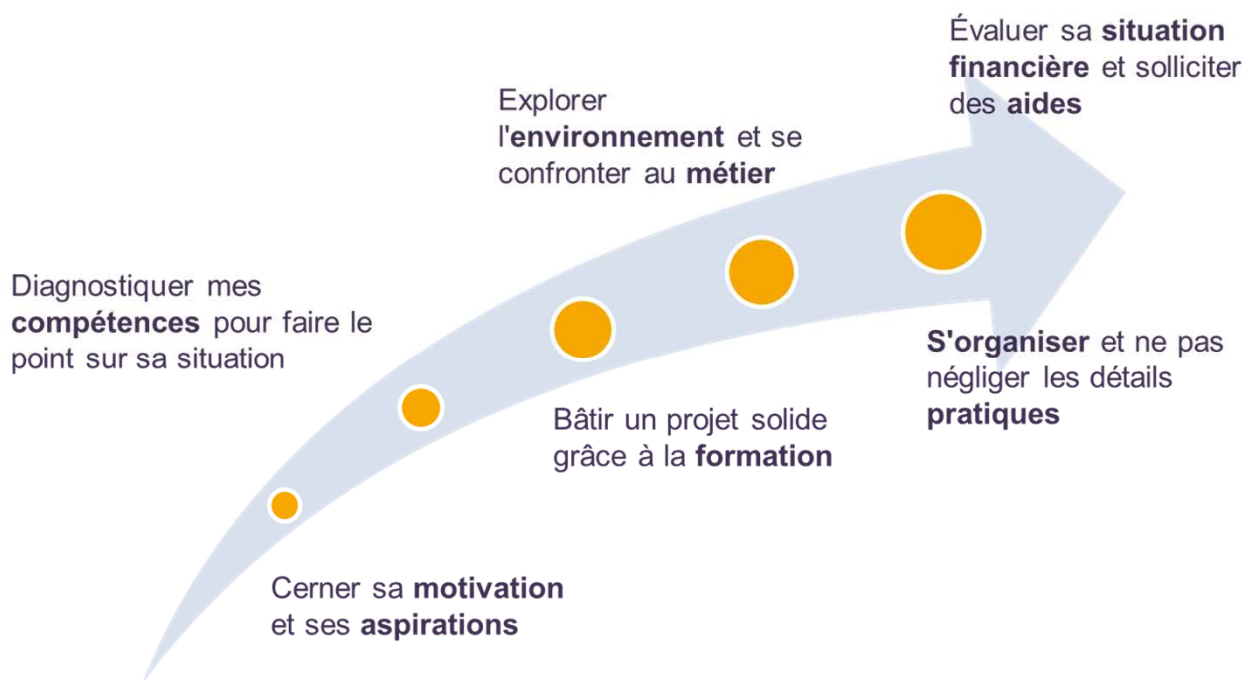 Évaluer sa situation
financière et solliciter
des aides
Explorer
l'environnement et se
confronter au métier
Diagnostiquer mes
compétences pour faire le
point sur sa situation
S'organiser et ne pas
négliger les détails
pratiques
Bâtir un projet solide
grâce à la formation
Cerner sa motivation
et ses aspirations